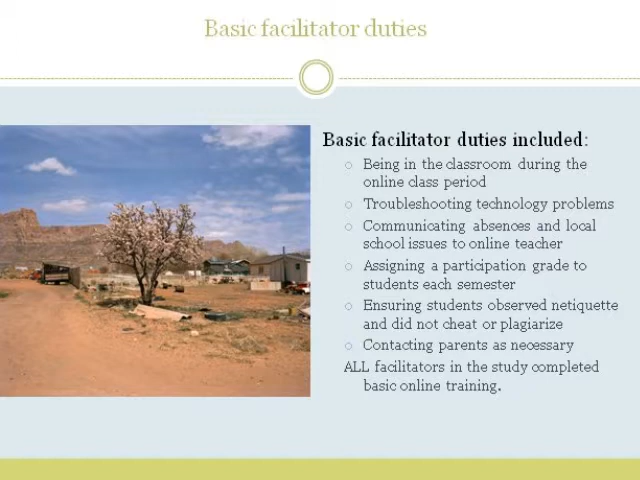 Basic facilitator duties
Basic facilitator duties included:
Being in the classroom during the
online class period
Troubleshooting technology problems
Communicating absences and local
school issues to online teacher
Assigning a participation grade to
students each semester
Ensuring students observed netiquette
and did not cheat or plagiarize
Contacting parents as necessary
ALL facilitators in the study completed
basic online training.